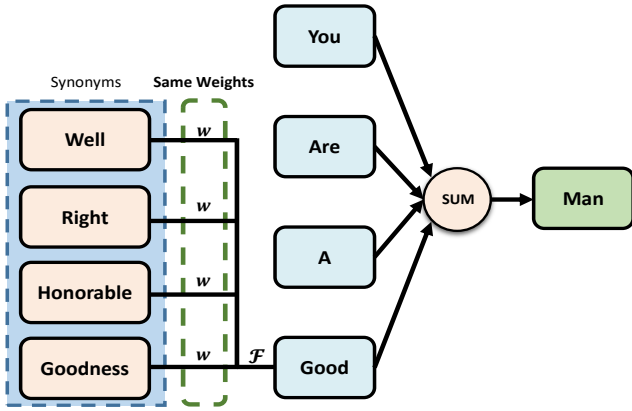 You
Synonyms
Same Weights
Well
w
Are
Right
w
SUM
Man
A
Honorable
w
Goodness
w
ℱ
Good